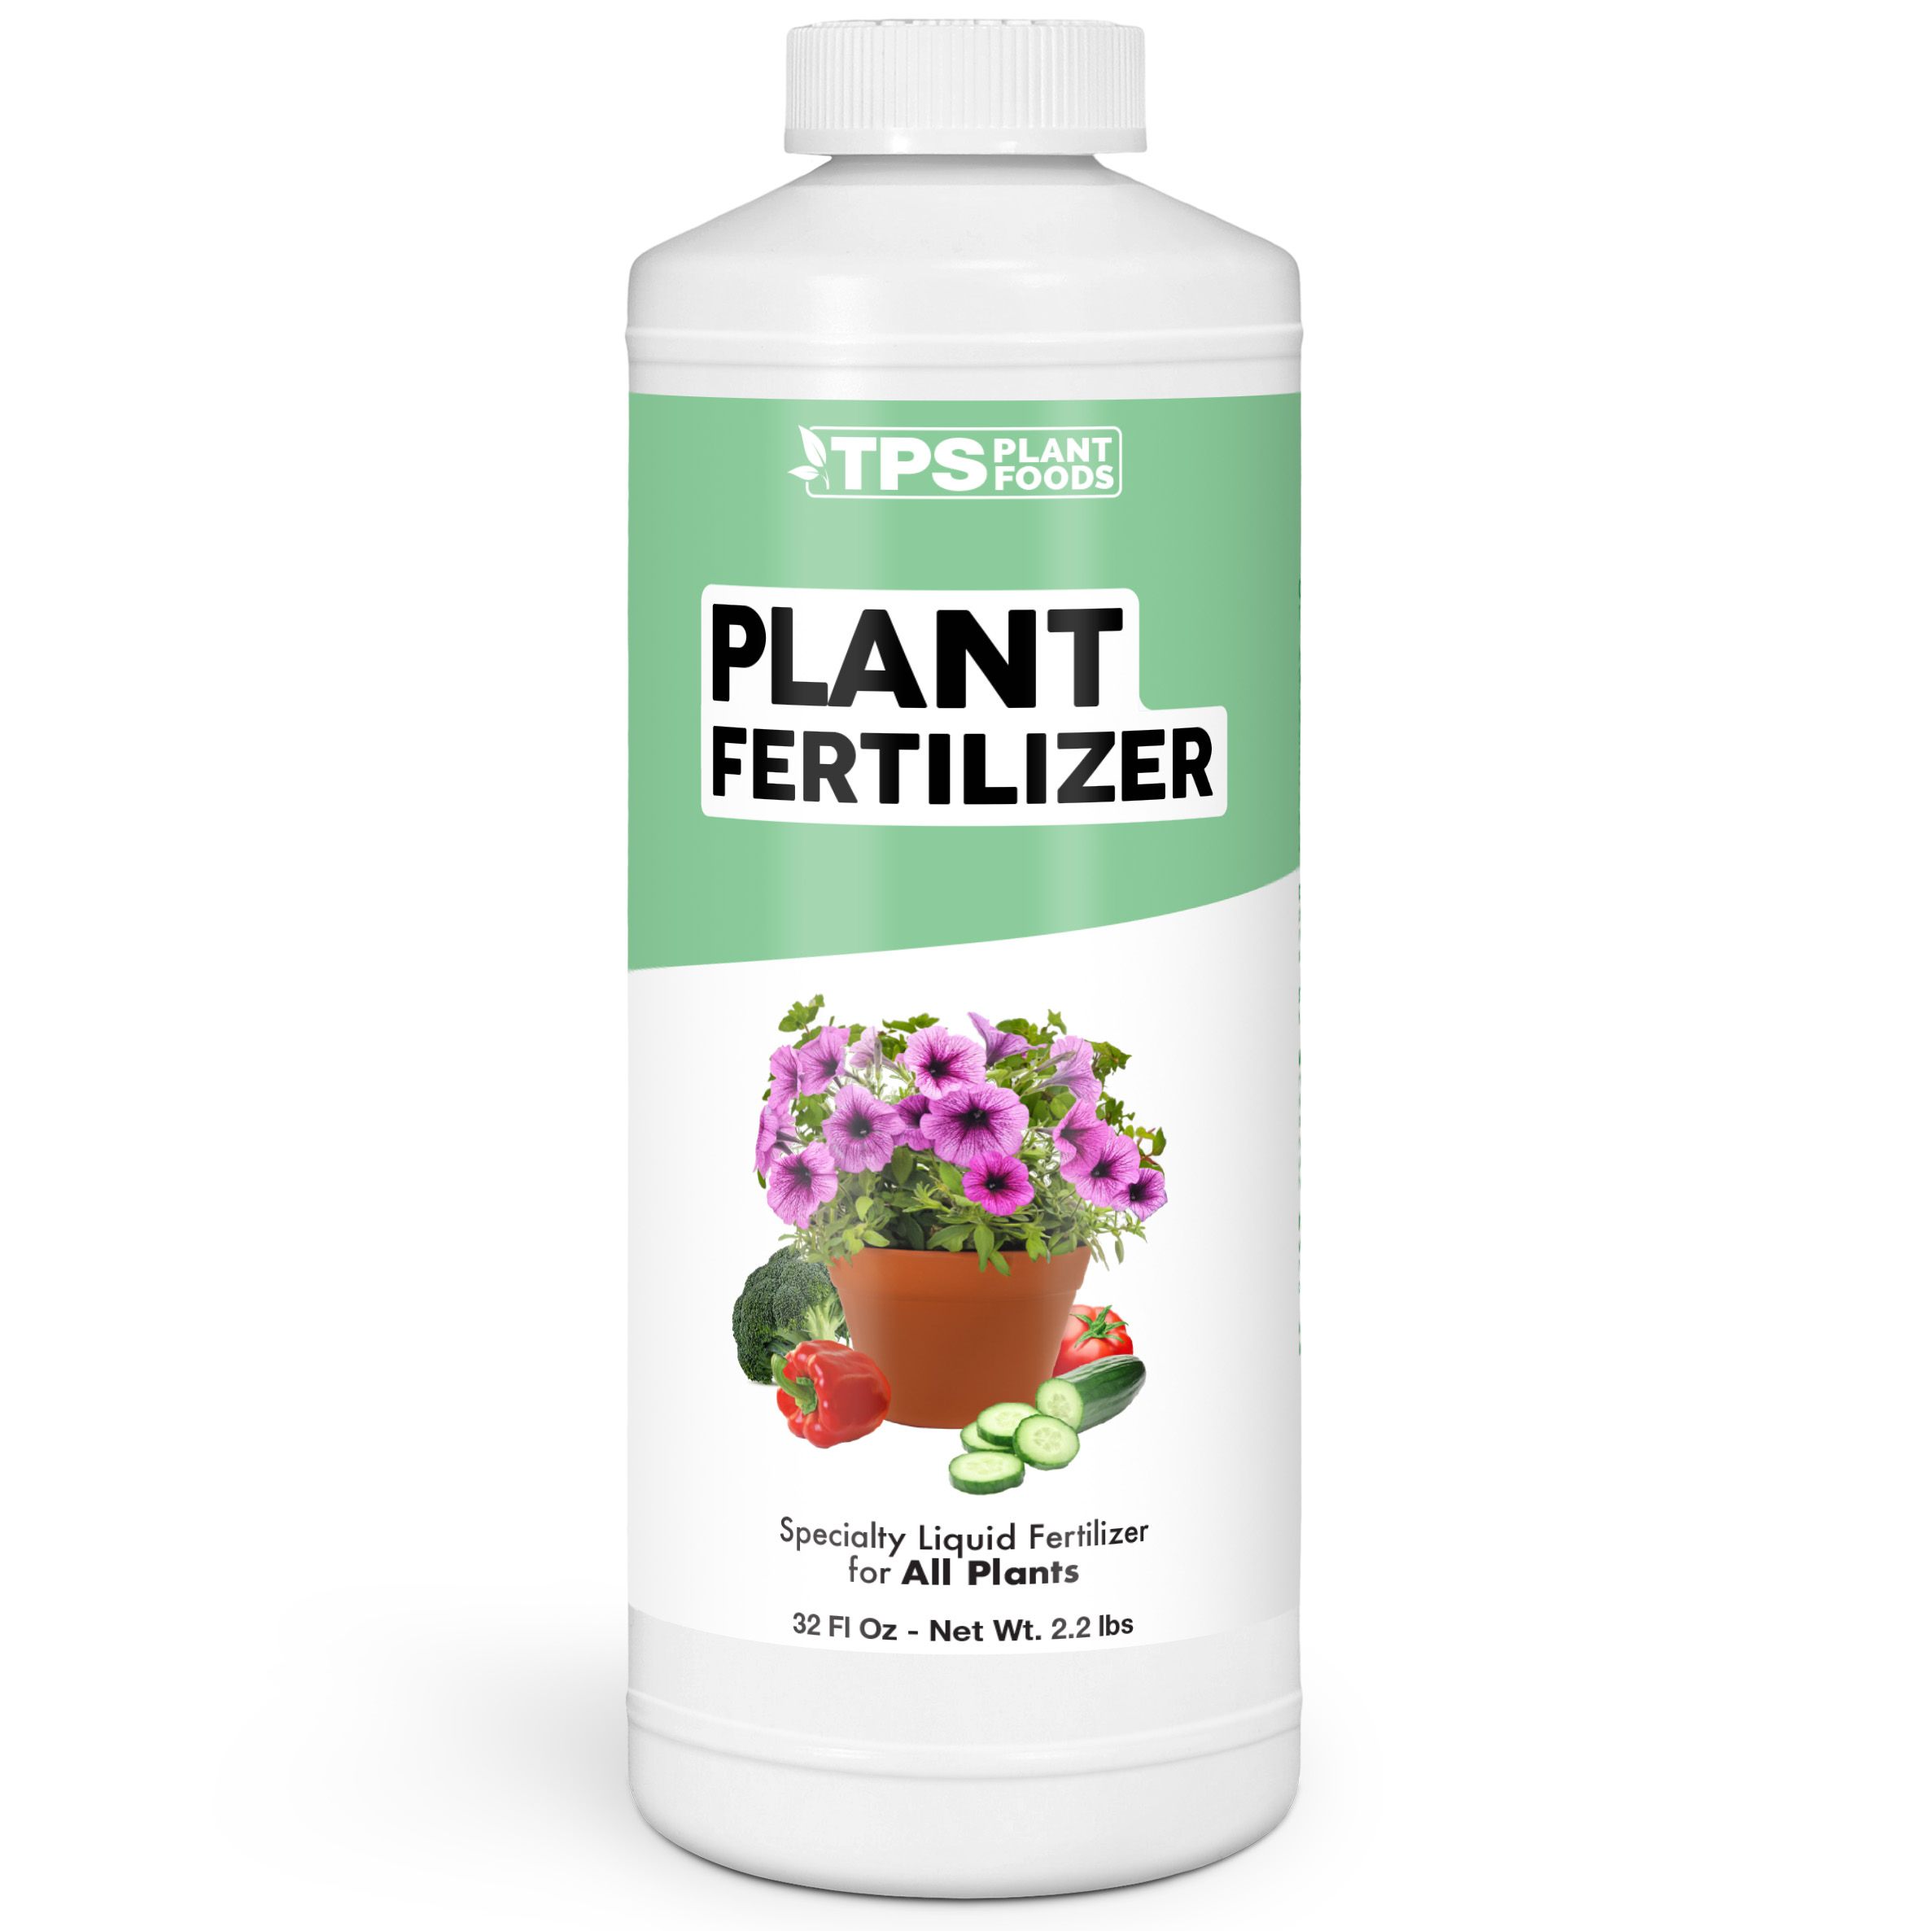 TPS PLANT FOODS
PLANT
FERTILIZER
Specialty Liquid Fertilizer
for All Plants
32 Fl Oz - Net Wt. 2.2 lbs